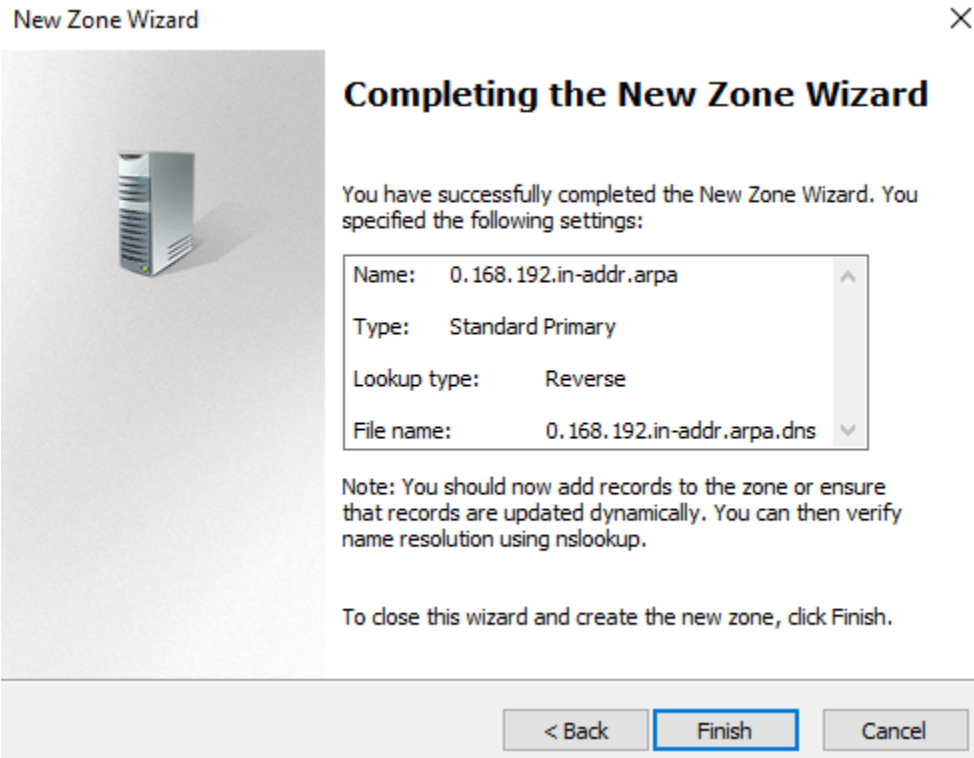 New Zone Wizard
Completing the New Zone Wizard
You have successfully completed the New Zone Wizard. You
specified the following settings:
Name: 0.168.192.in-addr.arpa
Type: Standard Primary
Lookup type: Reverse
File name: 0.168.192.in-addr.arpa.dns
Note: You should now add records to the zone or ensure
that records are updated dynamically. You can then verify
name resolution using nslookup.
To close this wizard and create the new zone, click Finish.
< Back Finish Cancel